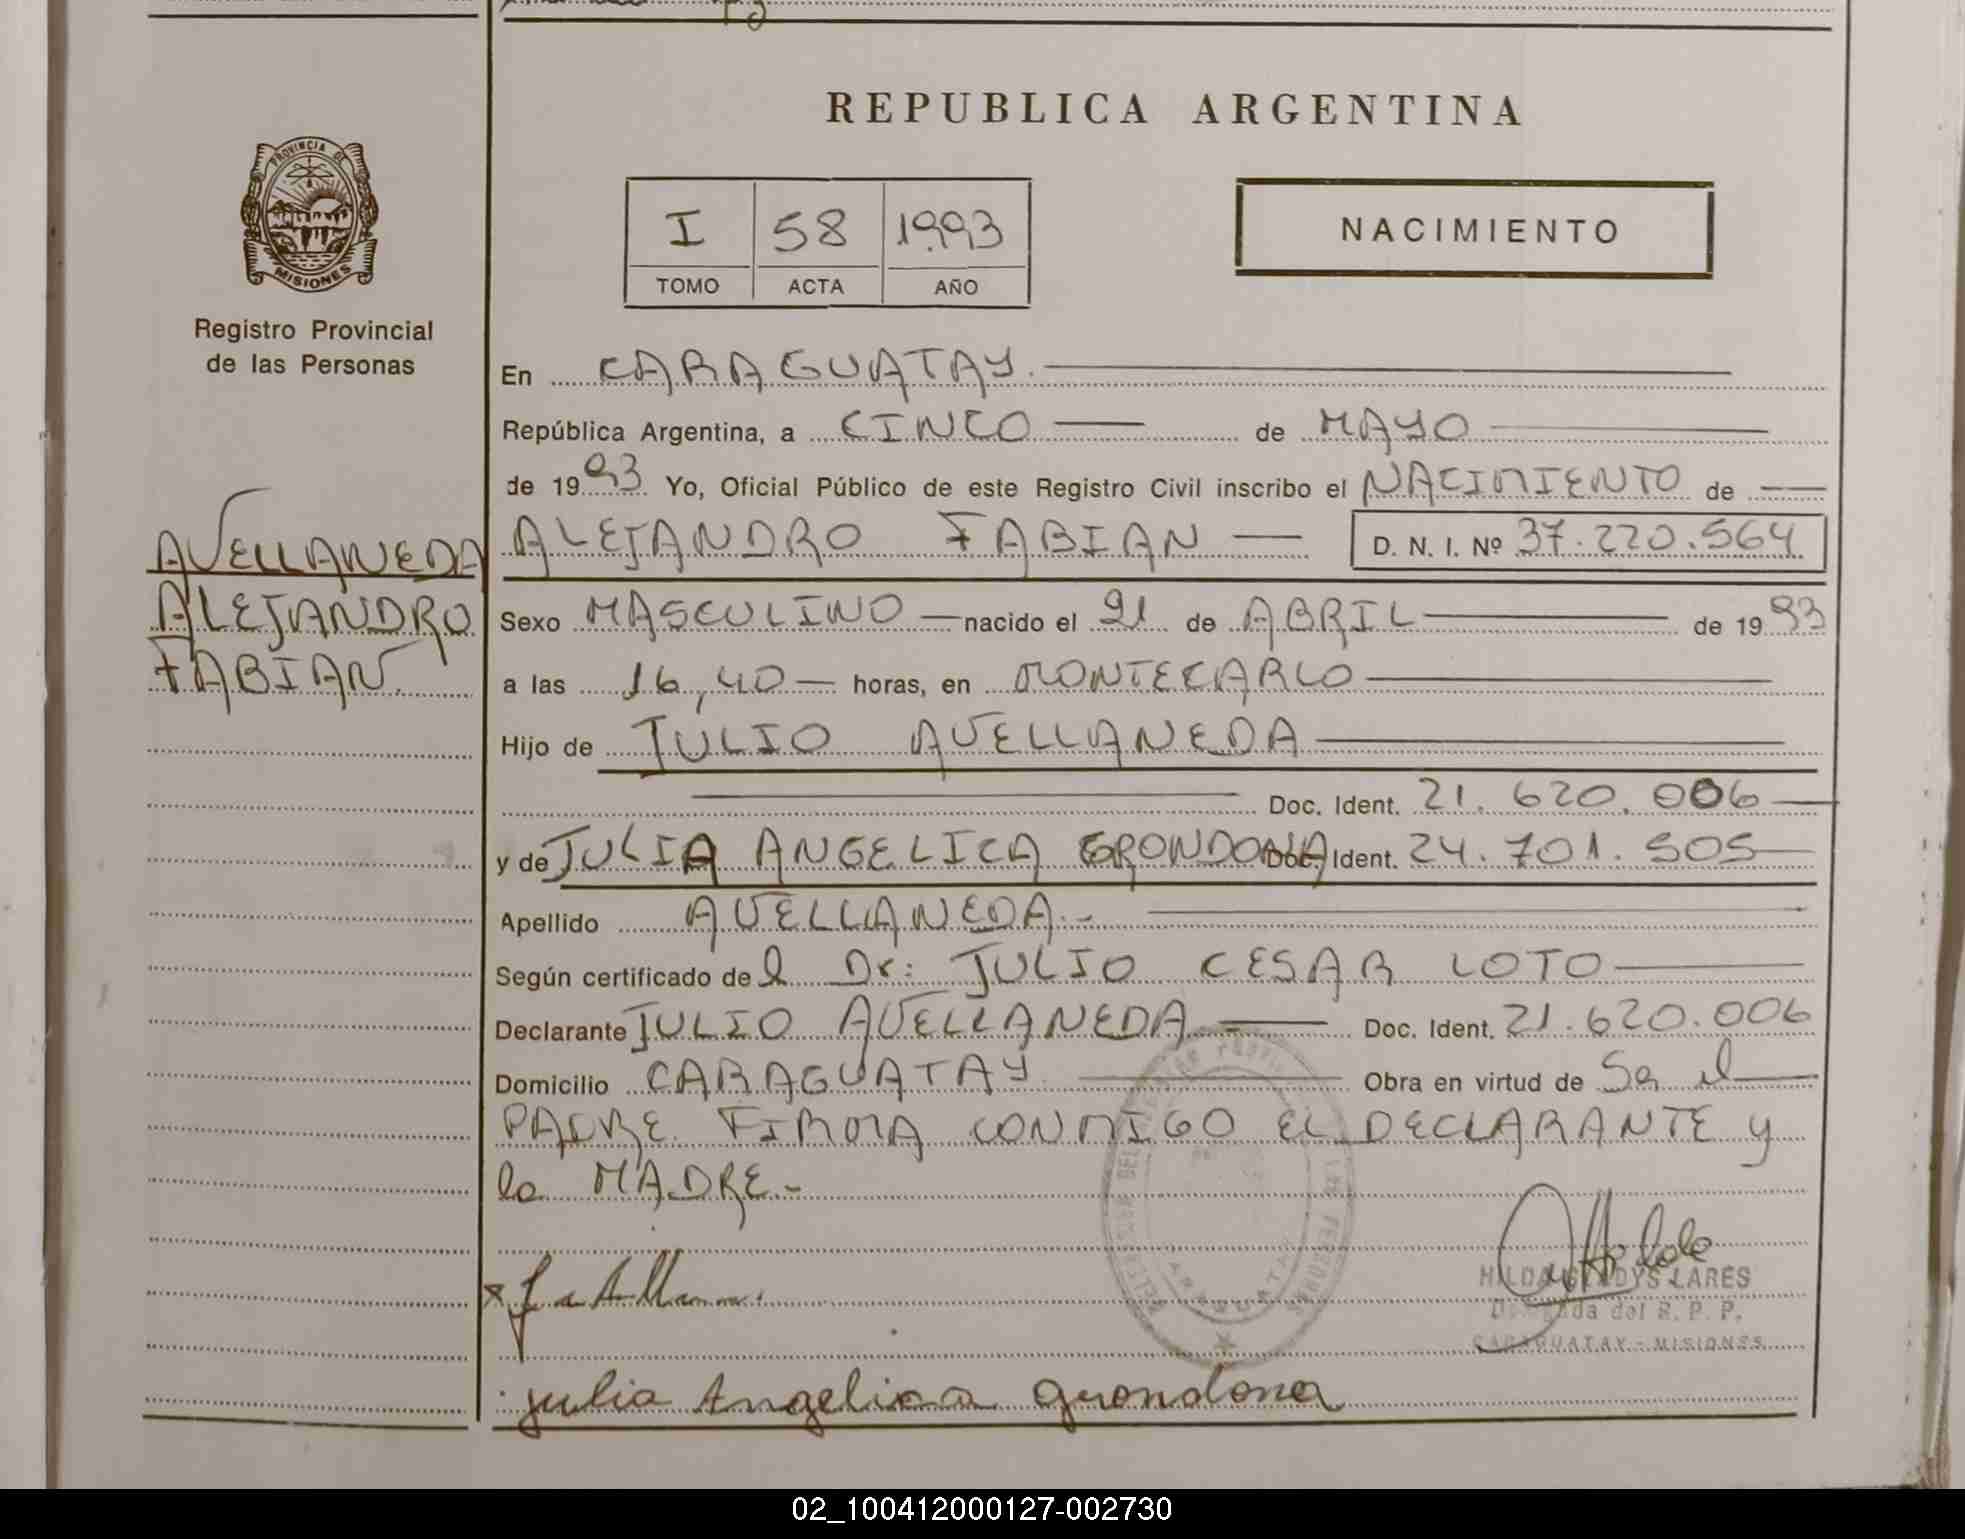 REPUBLICA ARGENTINA
PROVINCIA DE
MISIONES
I 58 1993
TOMO ACTA AÑO
NACIMIENTO
Registro Provincial
de las Personas
En CARAGUATAY.
República Argentina, a CINCO de MAYO
de 1993 Yo, Oficial Público de este Registro Civil inscribo el NACIMIENTO de
ALEJANDRO FABIAN D. N. I. Nº 37.220.564
AVELLANEDA
ALEJANDRO
FABIAN.
Sexo MASCULINO nacido el 21 de ABRIL de 1993
a las 16,40 horas, en MONTECARLO
Hijo de JULIO AVELLANEDA
Doc. Ident. 21.620.006
y de JULIA ANGELICA GRONDONA Doc. Ident. 24.701.505
Apellido AVELLANEDA.-
Según certificado del Dr: JULIO CESAR LOTO
Declarante JULIO AVELLANEDA.- Doc. Ident. 21.620.006
Domicilio CARAGUATAY Obra en virtud de Se el
PADRE. FIRMA CONMIGO EL DECLARANTE y
la MADRE.-
HILDA GLADYS LARES
Delegada del R. P. P.
CARAGUATAY - MISIONES
CARAGUATAY
julia Angelica grondona
02_100412000127-002730